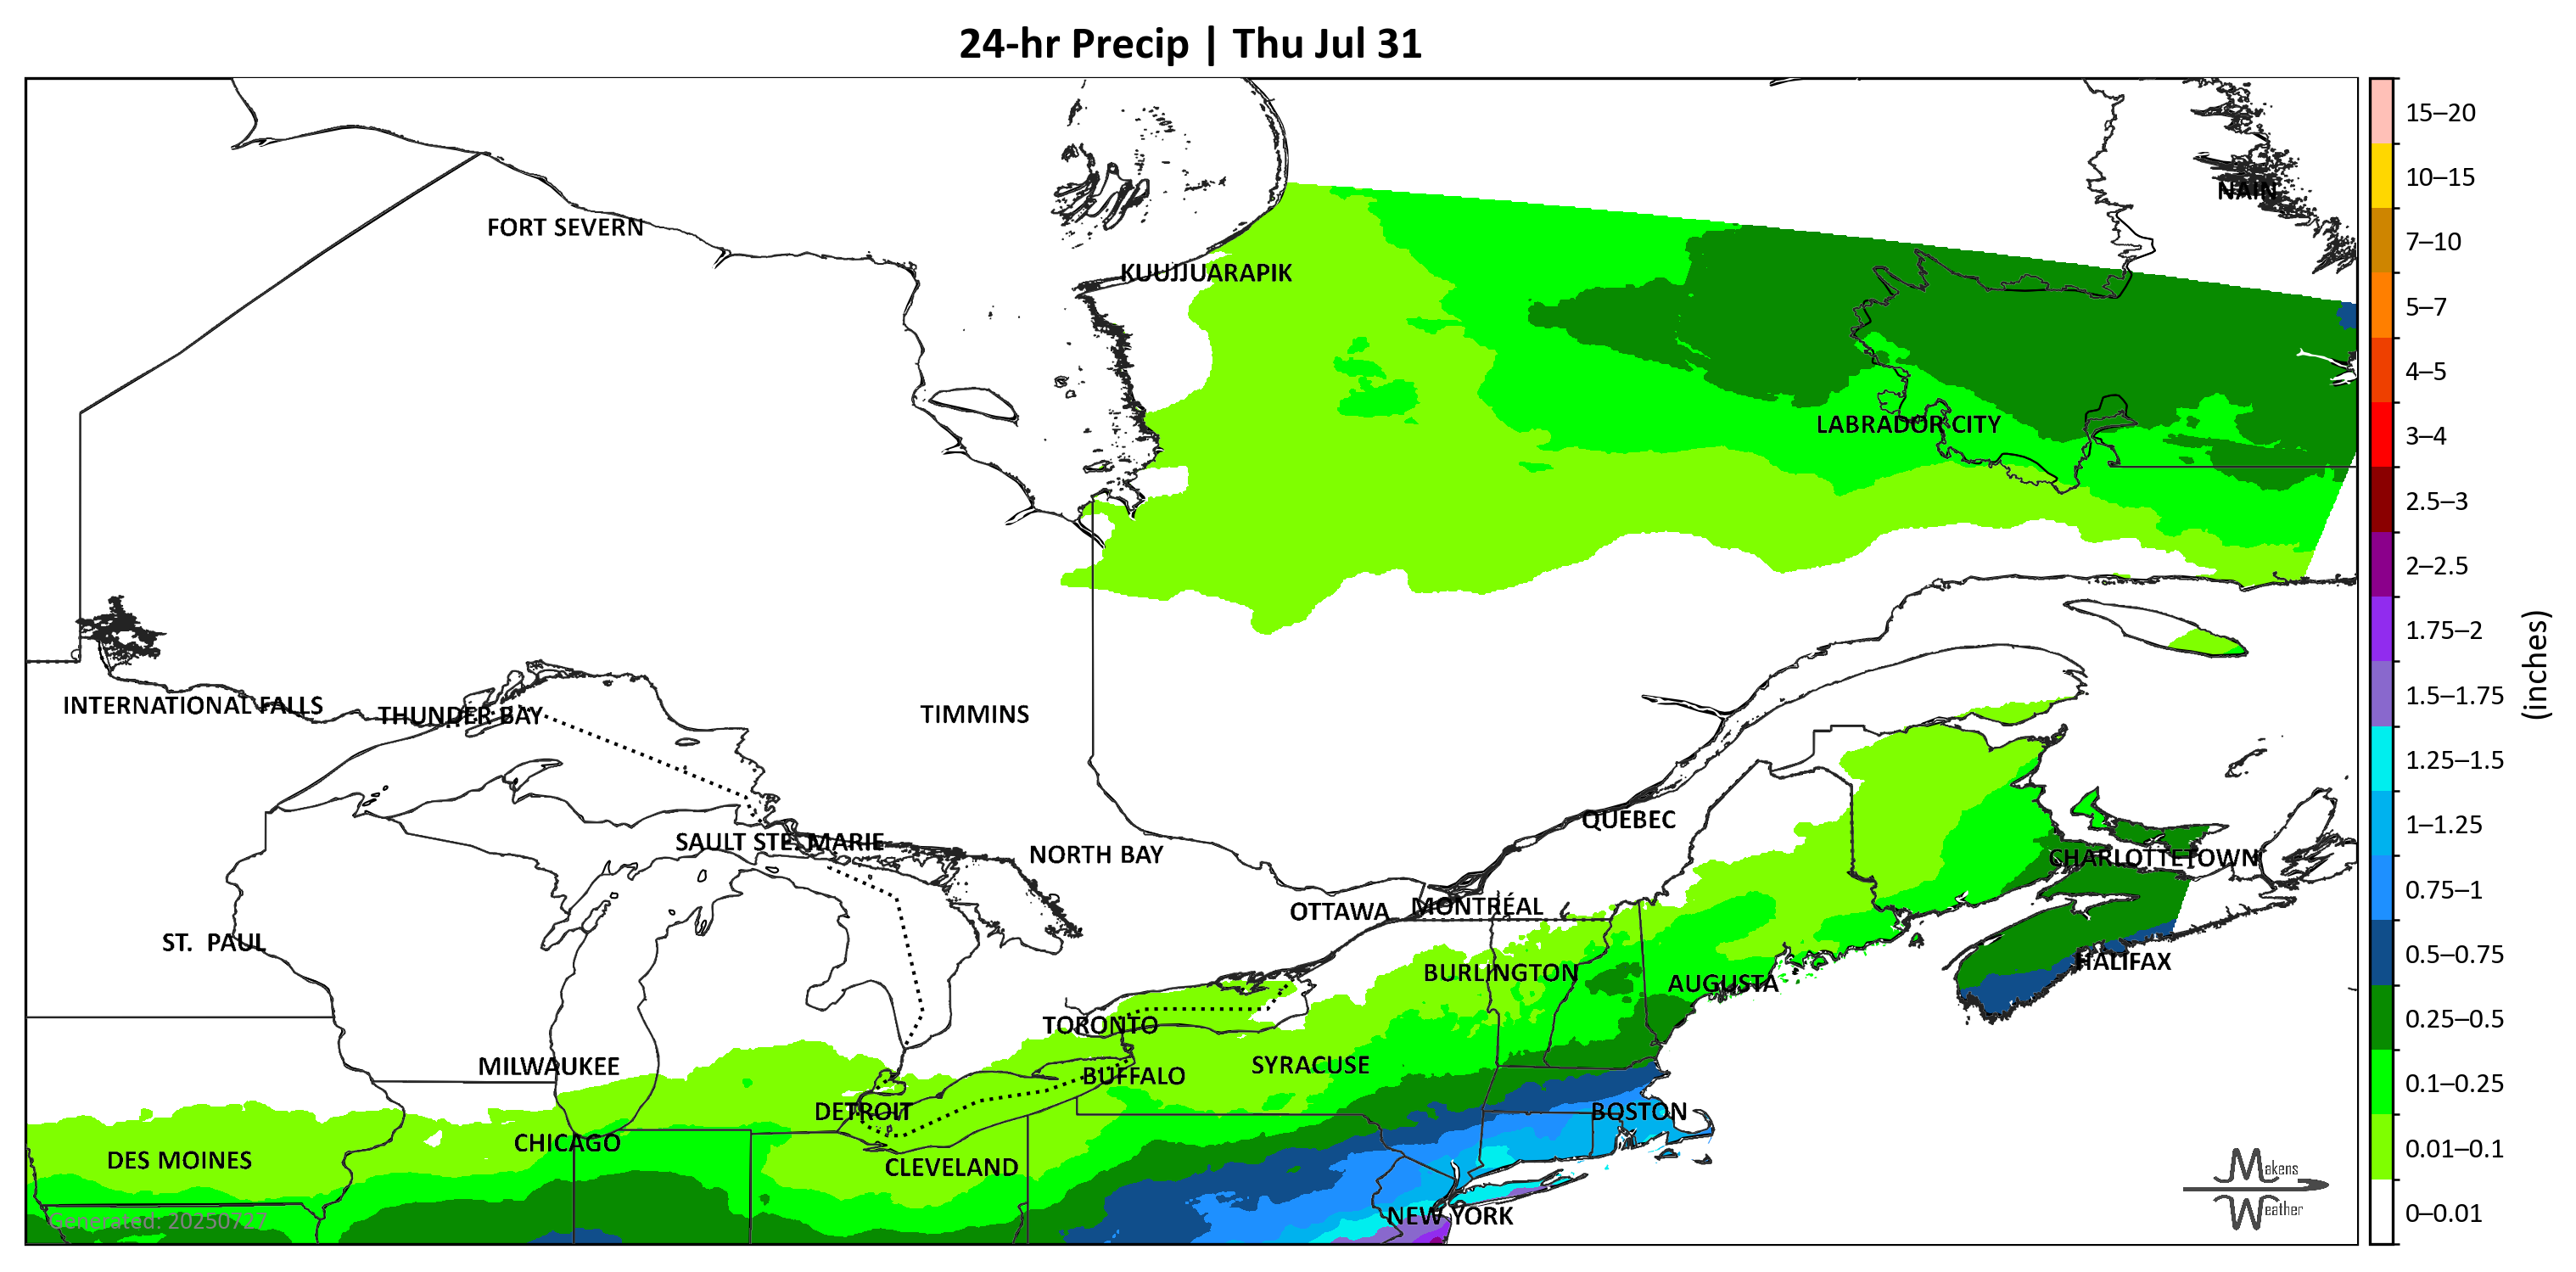 24-hr Precip | Thu Jul 31
NAIN
FORT SEVERN
KUUJJUARAPIK
LABRADOR CITY
INTERNATIONAL FALLS
THUNDER BAY
TIMMINS
QUEBEC
SAULT STE. MARIE
NORTH BAY
CHARLOTTETOWN
OTTAWA
MONTRÉAL
ST. PAUL
HALIFAX
BURLINGTON
AUGUSTA
TORONTO
MILWAUKEE
SYRACUSE
BUFFALO
DETROIT
BOSTON
CHICAGO
DES MOINES
CLEVELAND
NEW YORK
Generated: 20250727
Makens
Weather
15–20
10–15
7–10
5–7
4–5
3–4
2.5–3
2–2.5
1.75–2
1.5–1.75
1.25–1.5
1–1.25
0.75–1
0.5–0.75
0.25–0.5
0.1–0.25
0.01–0.1
0–0.01
(inches)